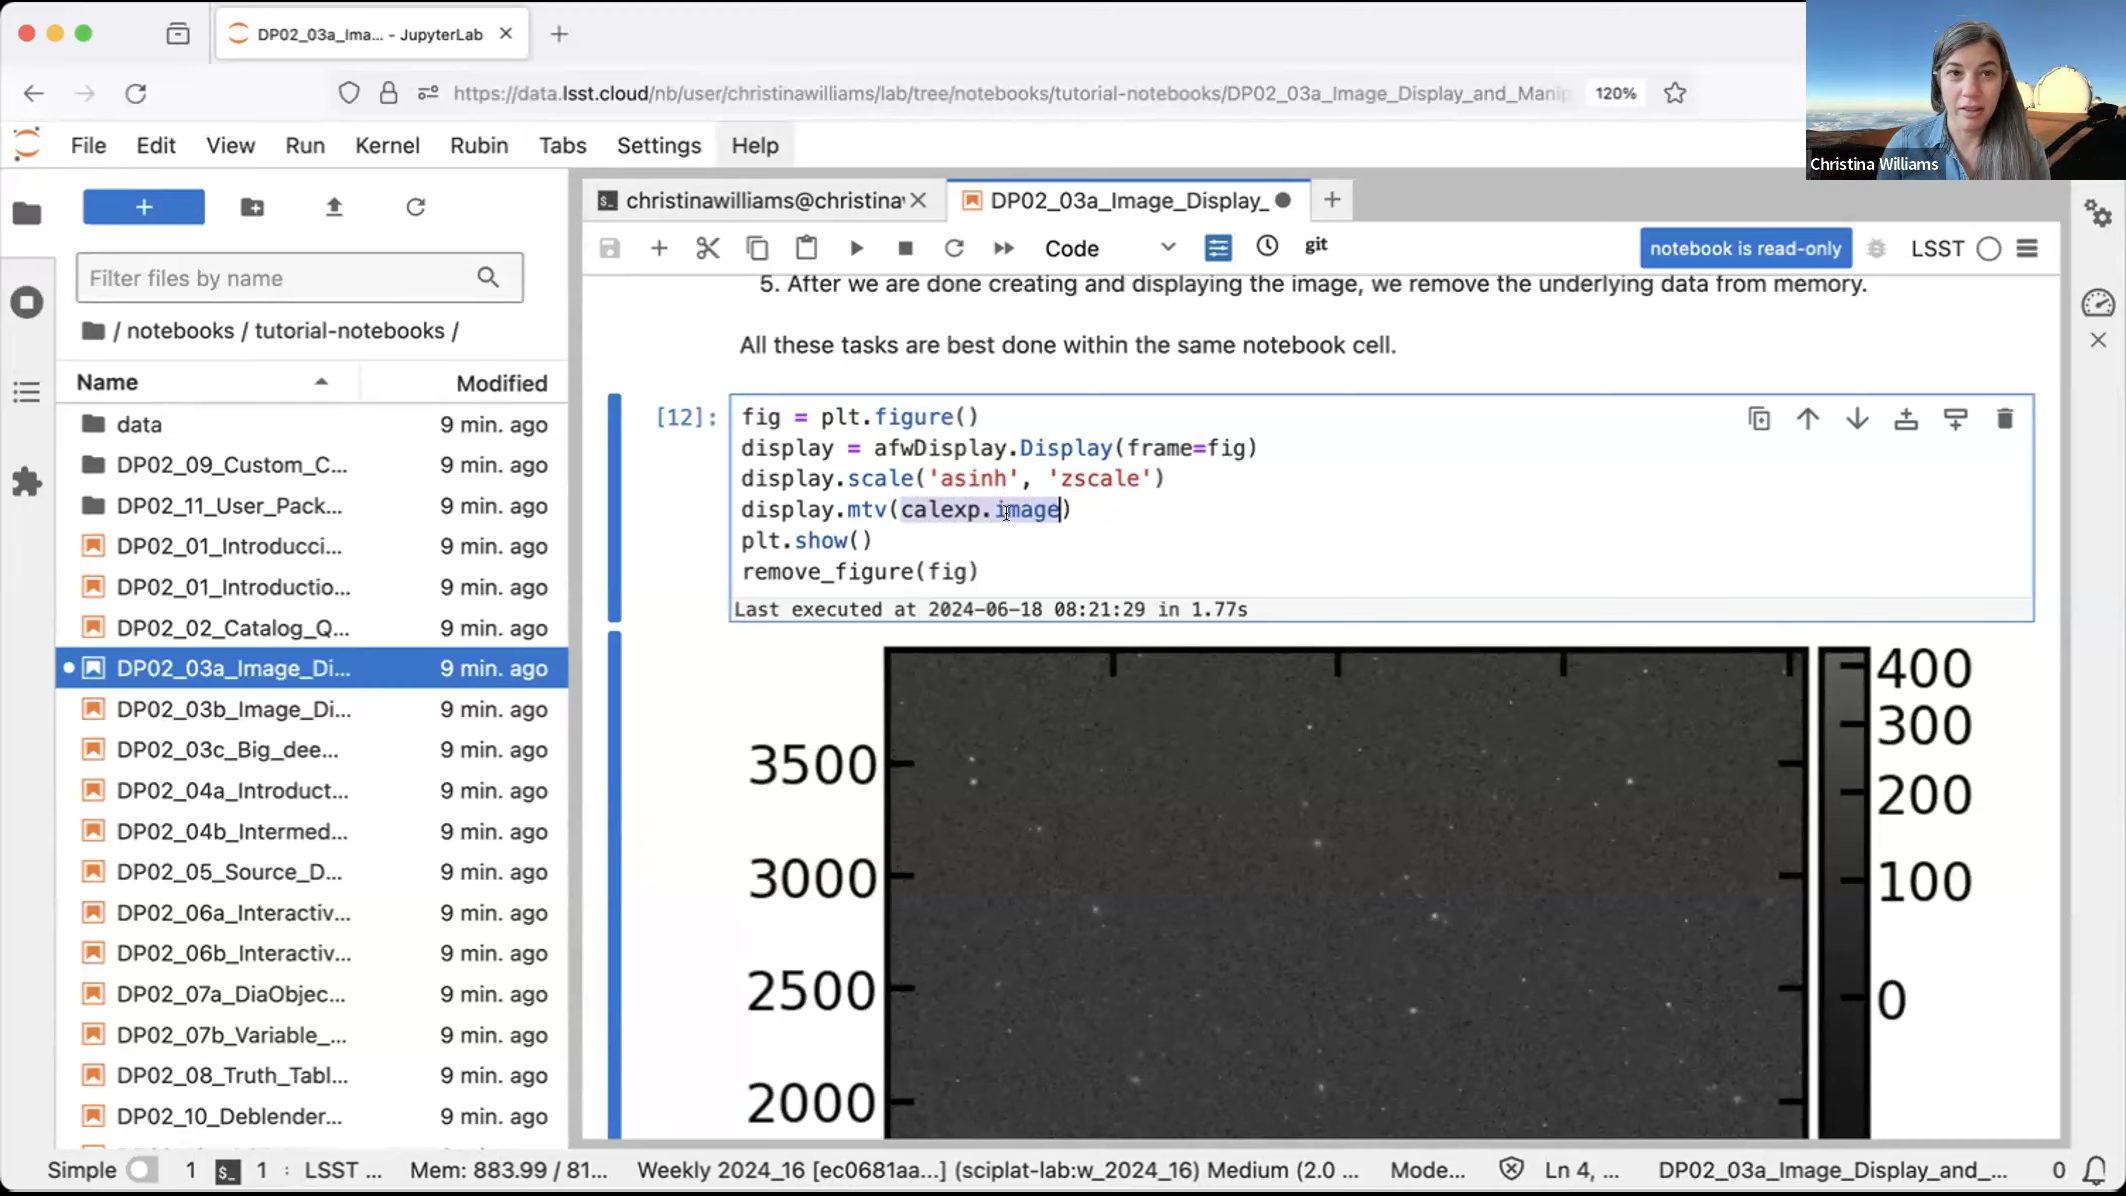 DP02_03a_Ima... - JupyterLab
https://data.lsst.cloud/nb/user/christinawilliams/lab/tree/notebooks/tutorial-notebooks/DP02_03a_Image_Display_and_Manip
120%
Christina Williams
File Edit View Run Kernel Rubin Tabs Settings Help
christinawilliams@christina
DP02_03a_Image_Display_
Code
git
notebook is read-only
LSST
Filter files by name
/ notebooks / tutorial-notebooks /
Name Modified
data 9 min. ago
DP02_09_Custom_C... 9 min. ago
DP02_11_User_Pack... 9 min. ago
DP02_01_Introducci... 9 min. ago
DP02_01_Introductio... 9 min. ago
DP02_02_Catalog_Q... 9 min. ago
DP02_03a_Image_Di... 9 min. ago
DP02_03b_Image_Di... 9 min. ago
DP02_03c_Big_dee... 9 min. ago
DP02_04a_Introduct... 9 min. ago
DP02_04b_Intermed... 9 min. ago
DP02_05_Source_D... 9 min. ago
DP02_06a_Interactiv... 9 min. ago
DP02_06b_Interactiv... 9 min. ago
DP02_07a_DiaObjec... 9 min. ago
DP02_07b_Variable_... 9 min. ago
DP02_08_Truth_Tabl... 9 min. ago
DP02_10_Deblender... 9 min. ago
5. After we are done creating and displaying the image, we remove the underlying data from memory.
All these tasks are best done within the same notebook cell.
[12]: fig = plt.figure()
display = afwDisplay.Display(frame=fig)
display.scale('asinh', 'zscale')
display.mtv(calexp.image)
plt.show()
remove_figure(fig)
Last executed at 2024-06-18 08:21:29 in 1.77s
3500
3000
2500
2000
400
300
200
100
0
Simple 1 $_ 1 : LSST ... Mem: 883.99 / 81... Weekly 2024_16 [ec0681aa...] (sciplat-lab:w_2024_16) Medium (2.0 ... Mode... Ln 4, ... DP02_03a_Image_Display_and_... 0